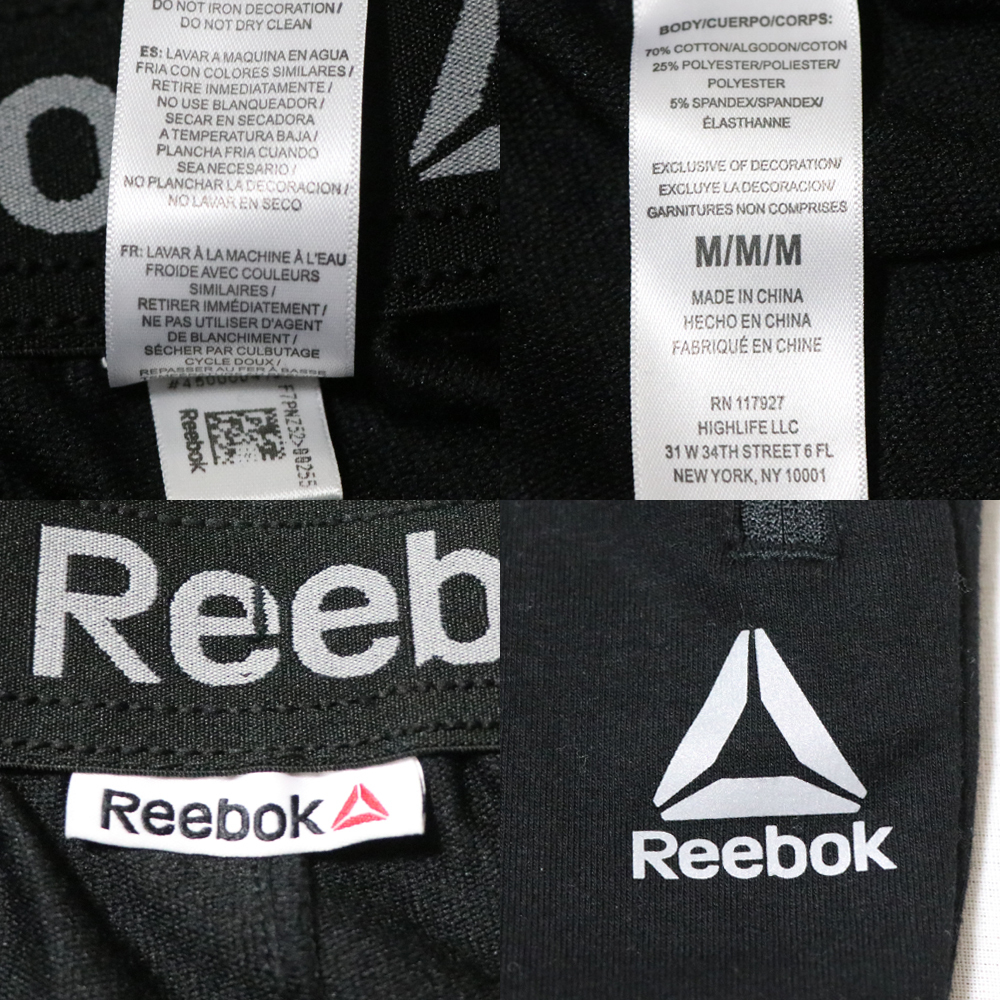 DO NOT IRON DECORATION/
DO NOT DRY CLEAN
ES: LAVAR A MAQUINA EN AGUA
FRIA CON COLORES SIMILARES /
RETIRE INMEDIATAMENTE /
NO USE BLANQUEADOR /
SECAR EN SECADORA
A TEMPERATURA BAJA /
PLANCHA FRIA CUANDO
SEA NECESARIO /
NO PLANCHAR LA DECORACION /
NO LAVAR EN SECO
FR: LAVAR À LA MACHINE À L'EAU
FROIDE AVEC COULEURS
SIMILAIRES /
RETIRER IMMÉDIATEMENT /
NE PAS UTILISER D'AGENT
DE BLANCHIMENT /
SÉCHER PAR CULBUTAGE
CYCLE DOUX /
REPASSER AU FER À BASSE
Reebok
BODY/CUERPO/CORPS:
70% COTTON/ALGODON/COTON
25% POLYESTER/POLIESTER/
POLYESTER
5% SPANDEX/SPANDEX/
ÉLASTHANNE
EXCLUSIVE OF DECORATION/
EXCLUYE LA DECORACION/
GARNITURES NON COMPRISES
M/M/M
MADE IN CHINA
HECHO EN CHINA
FABRIQUÉ EN CHINE
RN 117927
HIGHLIFE LLC
31 W 34TH STREET 6 FL
NEW YORK, NY 10001
Reeb
Reebok
Reebok